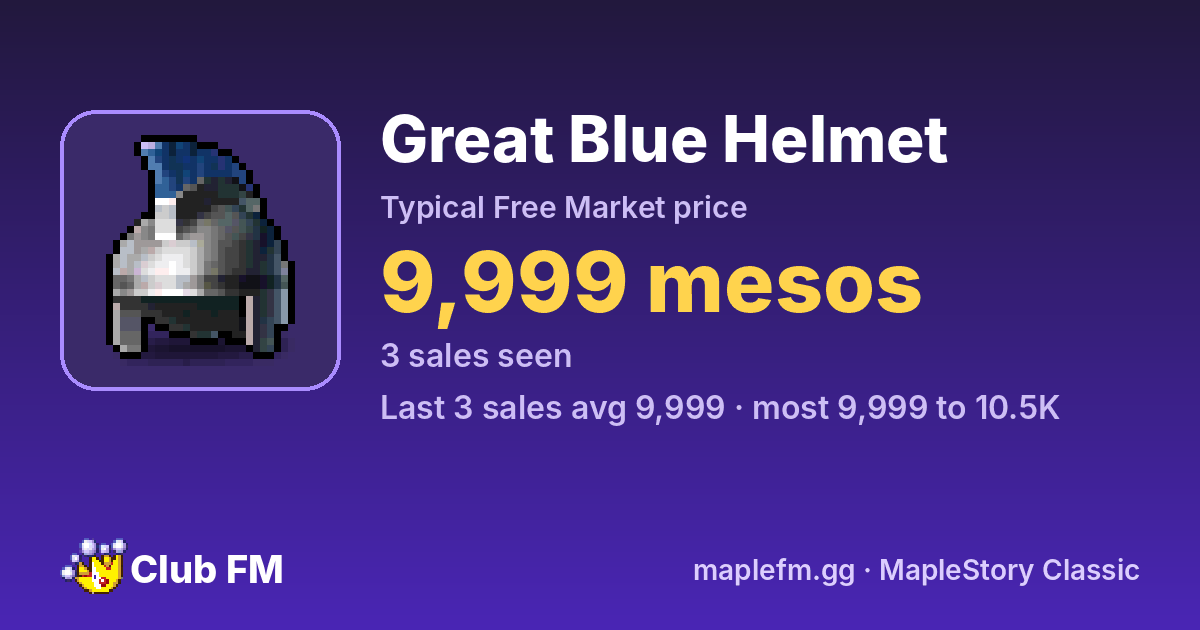 Great Blue Helmet
Typical Free Market price
9,999 mesos
3 sales seen
Last 3 sales avg 9,999 · most 9,999 to 10.5K
Club FM
maplefm.gg · MapleStory Classic